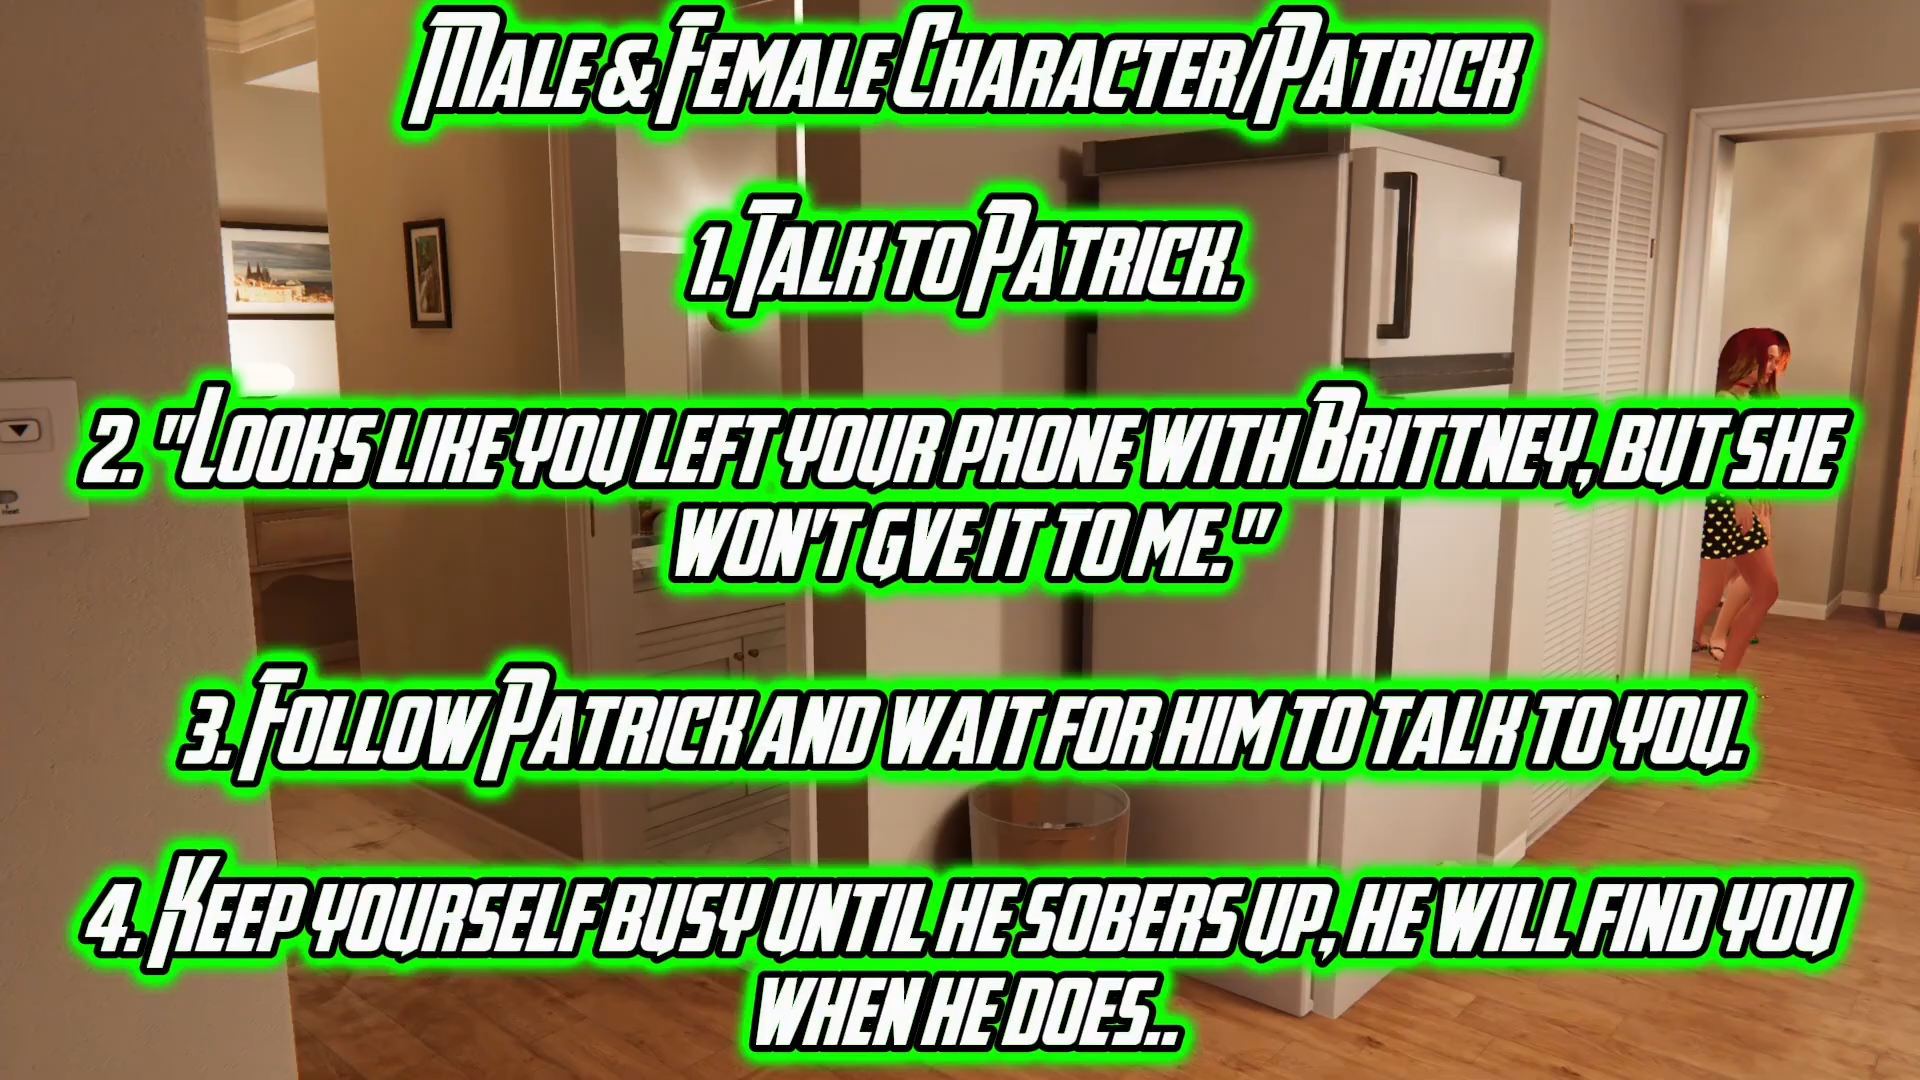 Male & Female Character/Patrick
1. Talk to Patrick.
2. "Looks like you left your phone with Brittney, but she
won't gve it to me."
3. Follow Patrick and wait for him to talk to you.
4. Keep yourself busy until he sobers up, he will find you
when he does..